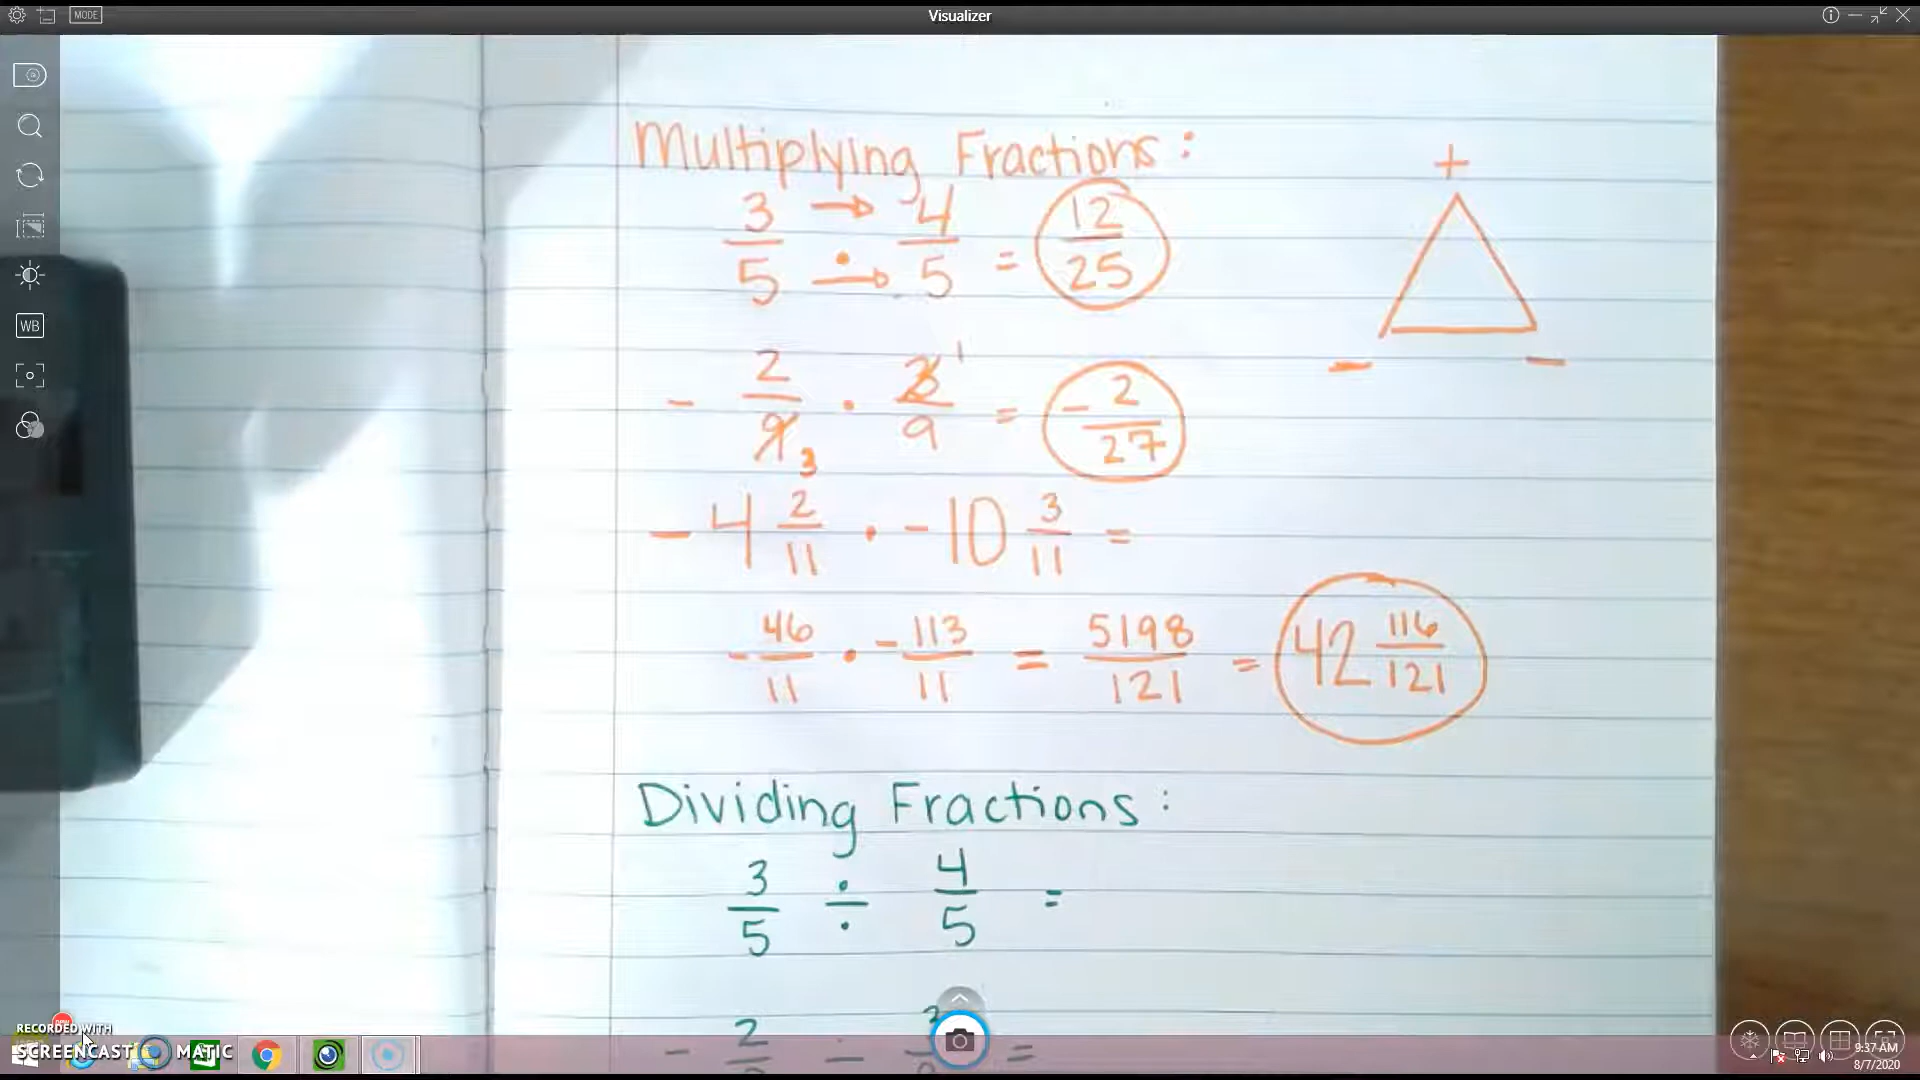 MODE
Visualizer
WB
Multiplying Fractions:
3/5 · 4/5 = 12/25
- 2/9 3 · 3/9 1 = - 2/27
- 4 2/11 · - 10 3/11 =
- 46/11 · - 113/11 = 5198/121 = 42 116/121
+
- -
Dividing Fractions:
3/5 ÷ 4/5 =
- 2 ÷ =
RECORDED WITH
SCREENCAST MATIC
9:37 AM
8/7/2020